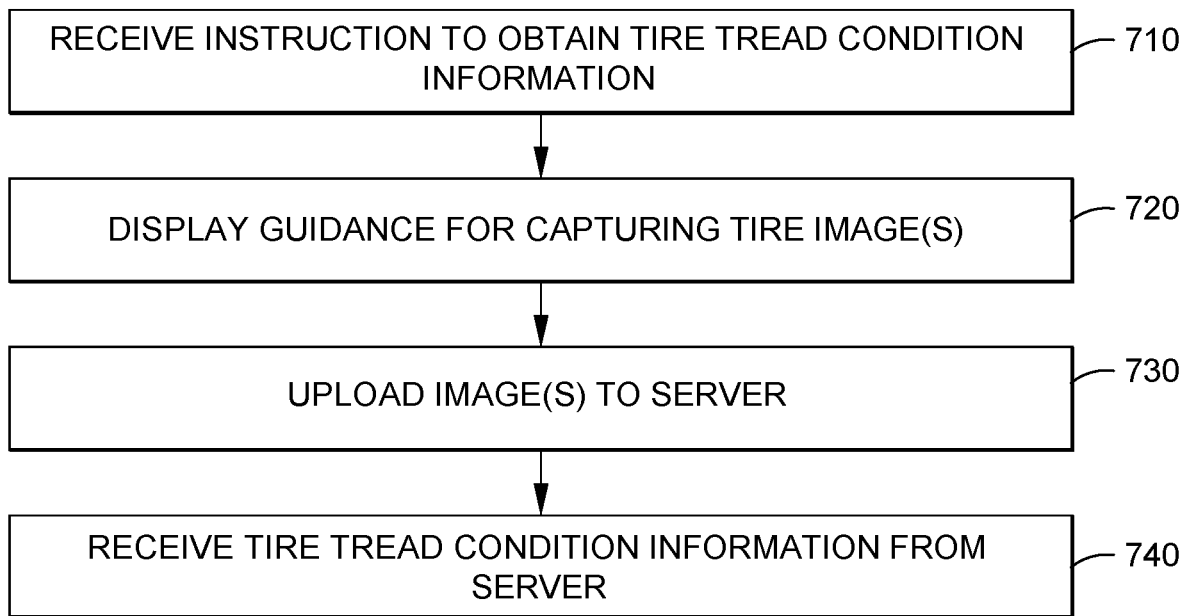 RECEIVE INSTRUCTION TO OBTAIN TIRE TREAD CONDITION
INFORMATION
710
DISPLAY GUIDANCE FOR CAPTURING TIRE IMAGE(S)
720
UPLOAD IMAGE(S) TO SERVER
730
RECEIVE TIRE TREAD CONDITION INFORMATION FROM
SERVER
740